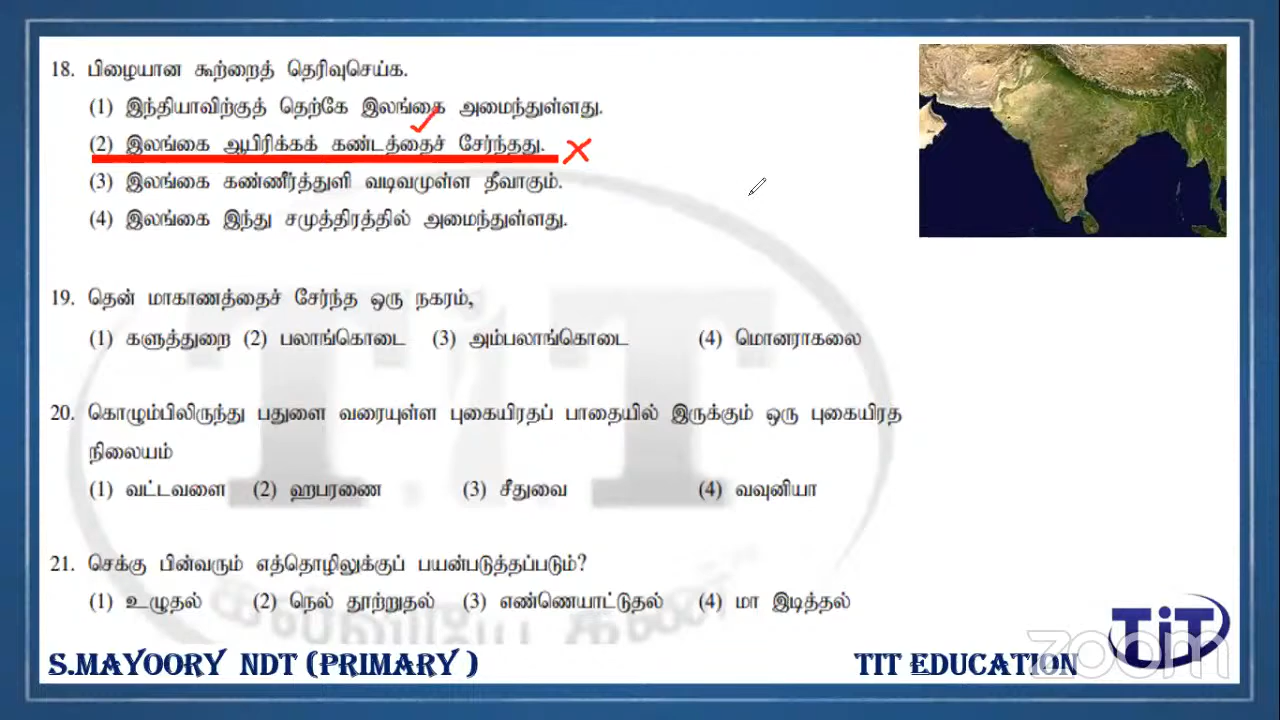 18. பிழையான கூற்றைத் தெரிவுசெய்க.
(1) இந்தியாவிற்குத் தெற்கே இலங்கை அமைந்துள்ளது.
(2) இலங்கை ஆபிரிக்கக் கண்டத்தைச் சேர்ந்தது.
(3) இலங்கை கண்ணீர்த்துளி வடிவமுள்ள தீவாகும்.
(4) இலங்கை இந்து சமுத்திரத்தில் அமைந்துள்ளது.
19. தென் மாகாணத்தைச் சேர்ந்த ஒரு நகரம்,
(1) களுத்துறை (2) பலாங்கொடை (3) அம்பலாங்கொடை (4) மொனராகலை
20. கொழும்பிலிருந்து பதுளை வரையுள்ள புகையிரதப் பாதையில் இருக்கும் ஒரு புகையிரத
நிலையம்
(1) வட்டவளை (2) ஹபரணை (3) சீதுவை (4) வவுனியா
21. செக்கு பின்வரும் எத்தொழிலுக்குப் பயன்படுத்தப்படும்?
(1) உழுதல் (2) நெல் தூற்றுதல் (3) எண்ணெயாட்டுதல் (4) மா இடித்தல்
S.MAYOORY NDT (PRIMARY )
TIT EDUCATION
TiT
zoom